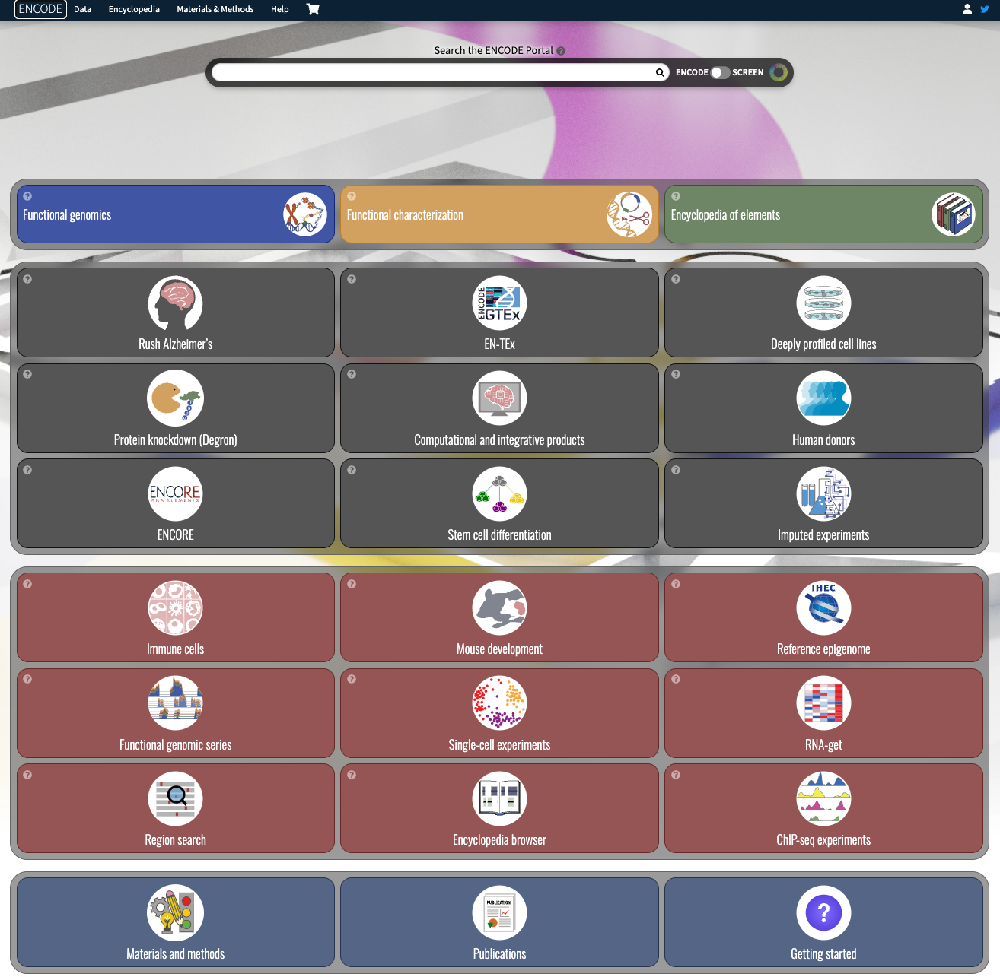 ENCODE Data Encyclopedia Materials & Methods Help
Search the ENCODE Portal ?
ENCODE SCREEN
? ? ?
Functional genomics Functional characterization Encyclopedia of elements
? ? ?
ENCODE GTEx
Rush Alzheimer's EN-TEx Deeply profiled cell lines
? ? ?
Protein knockdown (Degron) Computational and integrative products Human donors
? ? ?
ENCORE
RNA ELEMENTS
ENCORE Stem cell differentiation Imputed experiments
? ? ?
IHEC
Immune cells Mouse development Reference epigenome
? ? ?
Functional genomic series Single-cell experiments RNA-get
? ? ?
Region search Encyclopedia browser ChIP-seq experiments
PUBLICATION
?
Materials and methods Publications Getting started